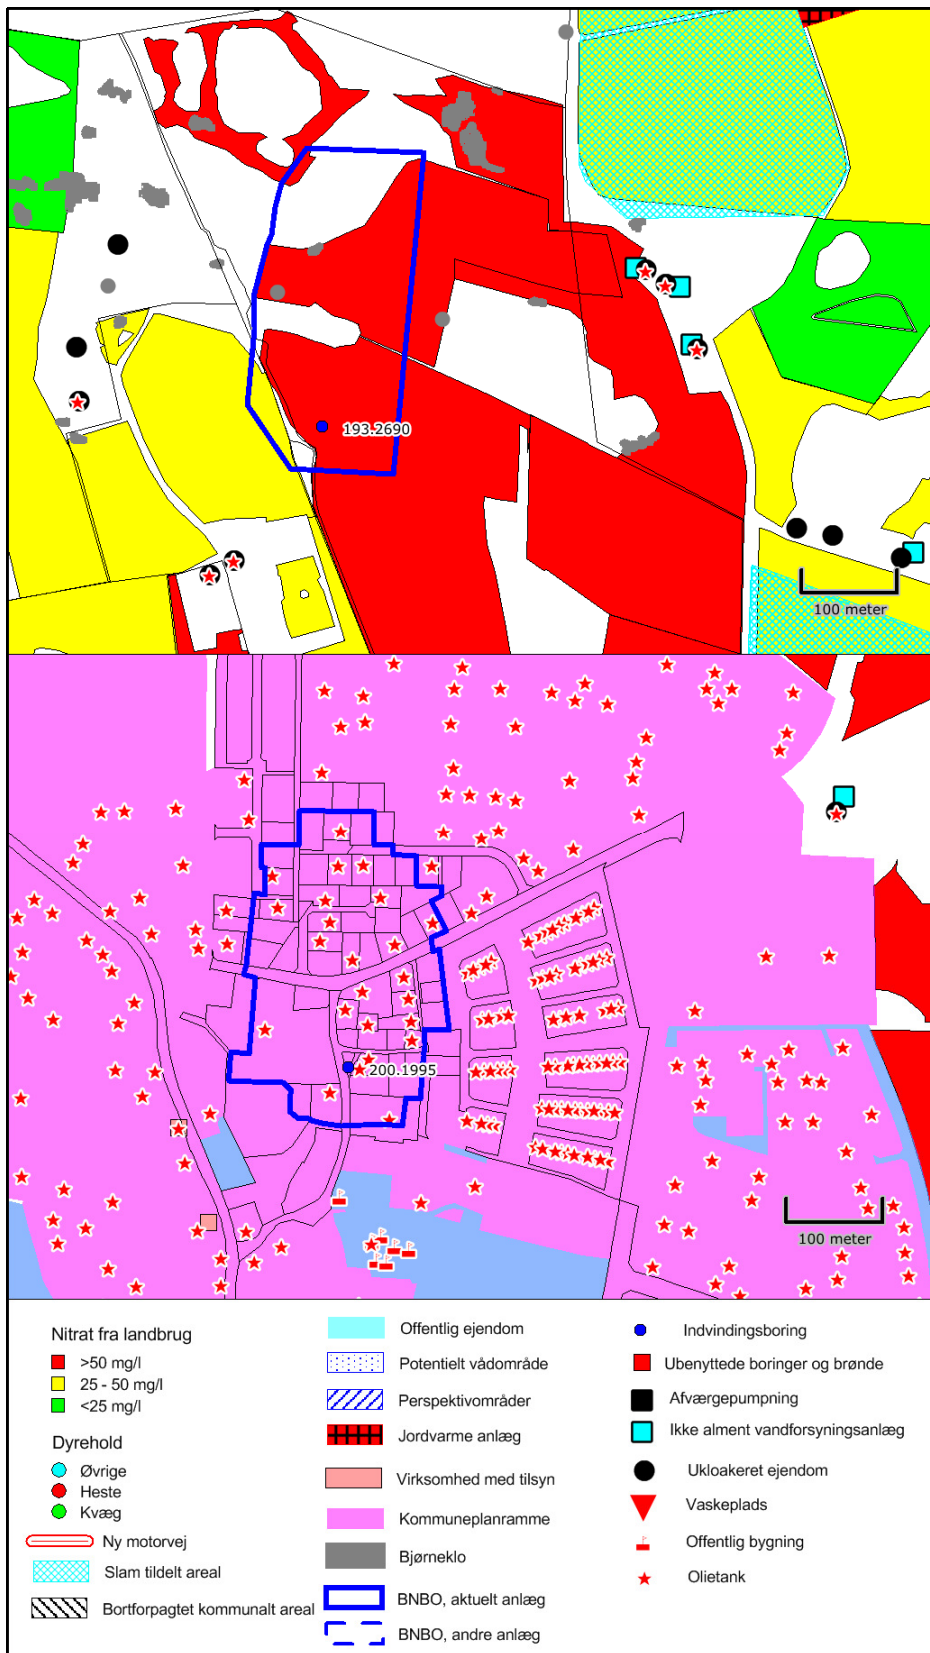 193.2690
100 meter
200.1995
100 meter
Nitrat fra landbrug
>50 mg/l
25 - 50 mg/l
<25 mg/l
Dyrehold
Øvrige
Heste
Kvæg
Ny motorvej
Slam tildelt areal
Bortforpagtet kommunalt areal
Offentlig ejendom
Potentielt vådområde
Perspektivområder
Jordvarme anlæg
Virksomhed med tilsyn
Kommuneplanramme
Bjørneklo
BNBO, aktuelt anlæg
BNBO, andre anlæg
Indvindingsboring
Ubenyttede boringer og brønde
Afværgepumpning
Ikke alment vandforsyningsanlæg
Ukloakeret ejendom
Vaskeplads
Offentlig bygning
Olietank